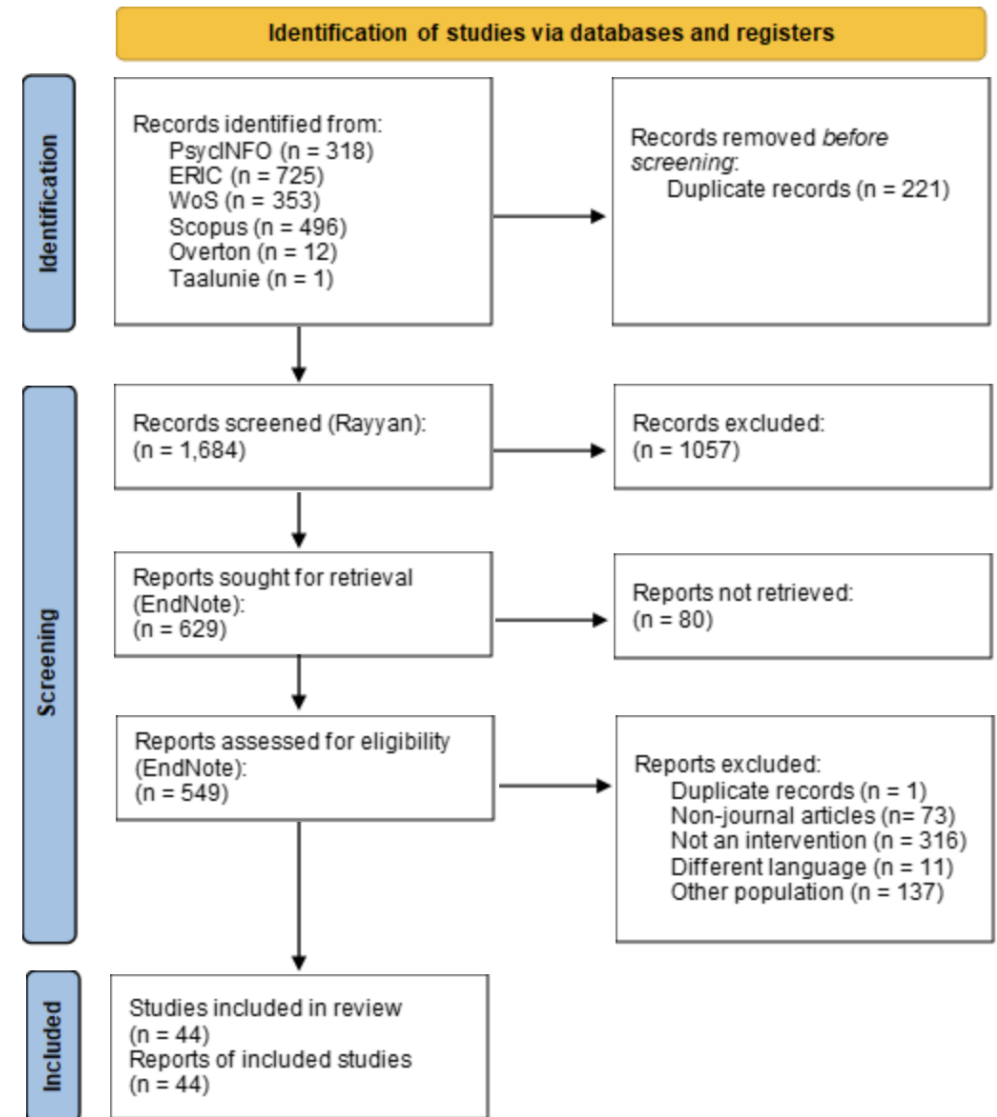 Identification of studies via databases and registers
Identification
Records identified from:
PsycINFO (n = 318)
ERIC (n = 725)
WoS (n = 353)
Scopus (n = 496)
Overton (n = 12)
Taalunie (n = 1)
Records removed before
screening:
Duplicate records (n = 221)
Screening
Records screened (Rayyan):
(n = 1,684)
Records excluded:
(n = 1057)
Reports sought for retrieval
(EndNote):
(n = 629)
Reports not retrieved:
(n = 80)
Reports assessed for eligibility
(EndNote):
(n = 549)
Reports excluded:
Duplicate records (n = 1)
Non-journal articles (n= 73)
Not an intervention (n = 316)
Different language (n = 11)
Other population (n = 137)
Included
Studies included in review
(n = 44)
Reports of included studies
(n = 44)